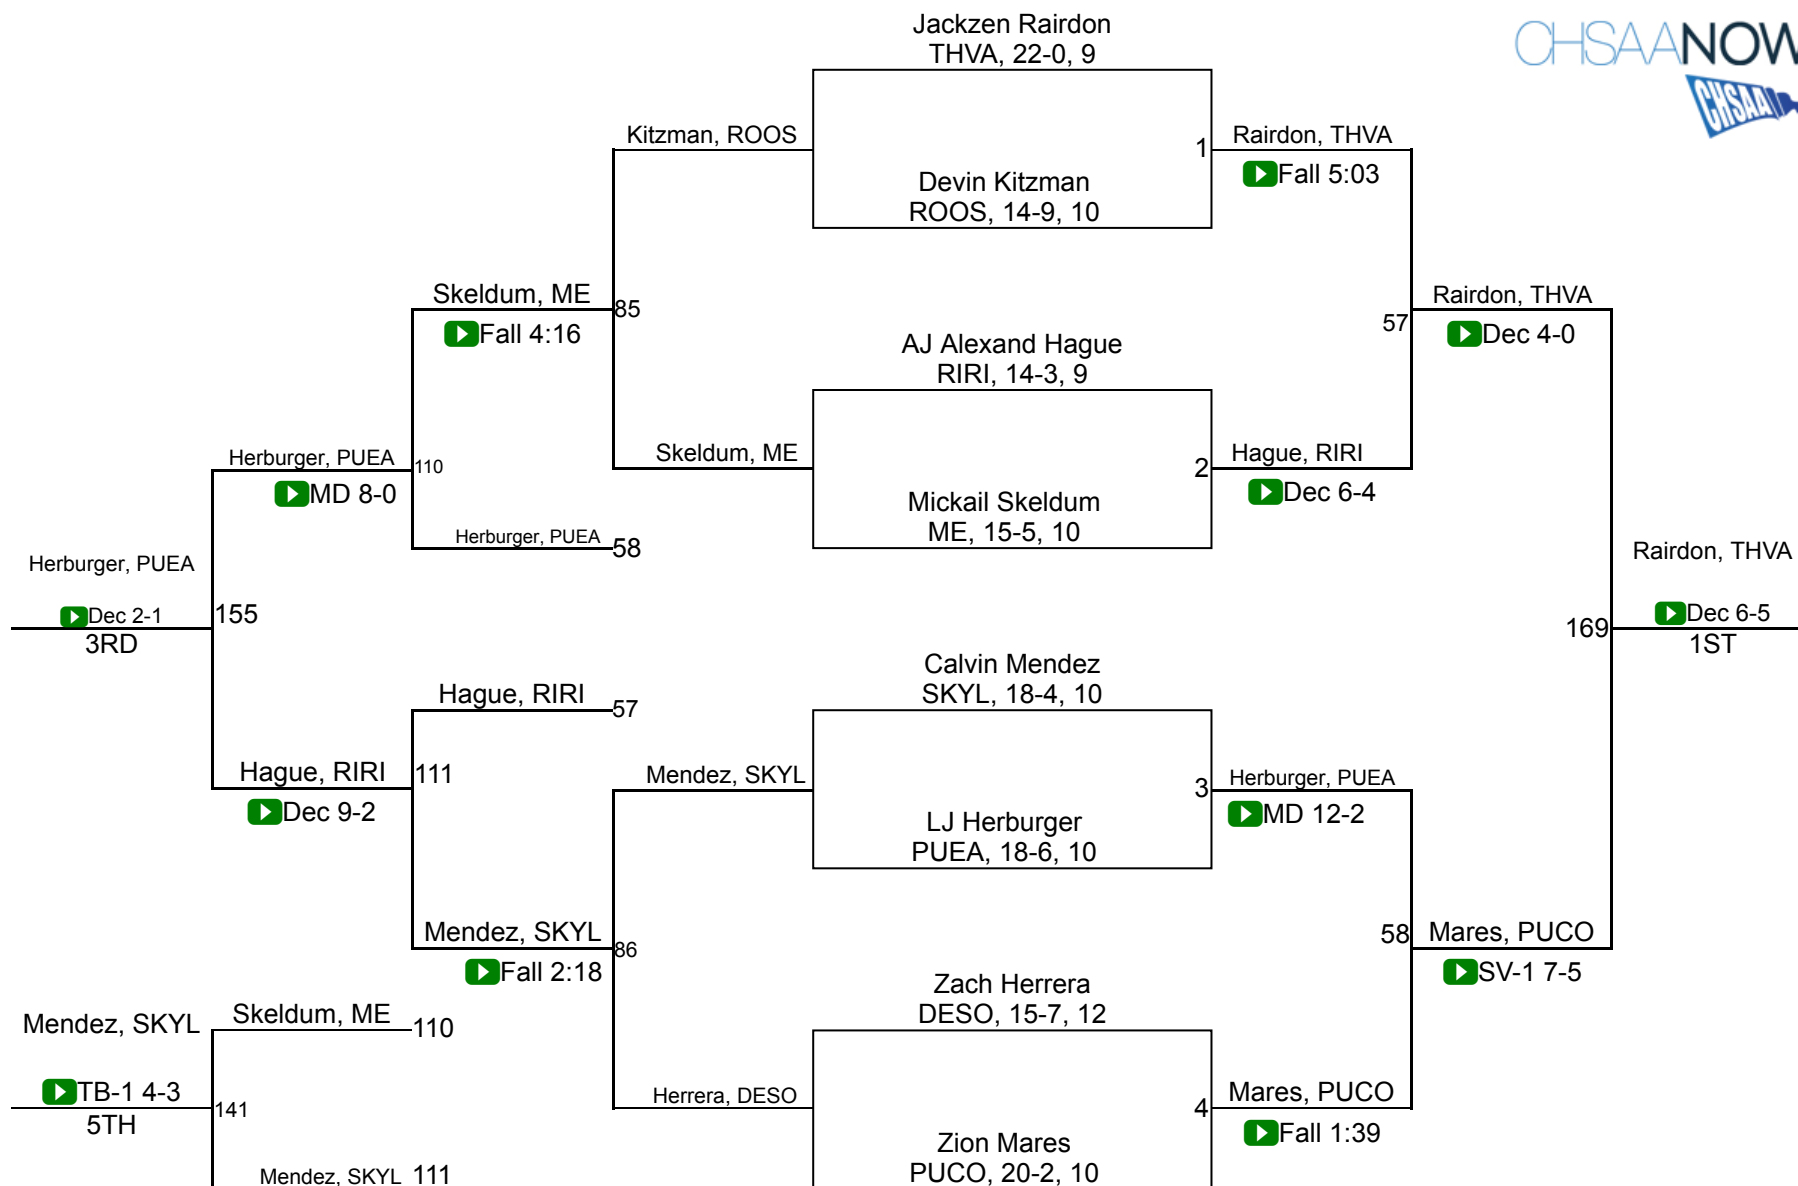 Jackzen Rairdon
THVA, 22-0, 9
CHSAANOW
CHSAA
Kitzman, ROOS
1
Rairdon, THVA
Fall 5:03
Devin Kitzman
ROOS, 14-9, 10
Skeldum, ME
85
Fall 4:16
Rairdon, THVA
57
Dec 4-0
AJ Alexand Hague
RIRI, 14-3, 9
Herburger, PUEA
110
MD 8-0
Skeldum, ME
2
Hague, RIRI
Dec 6-4
Mickail Skeldum
ME, 15-5, 10
Herburger, PUEA
58
Herburger, PUEA
155
Dec 2-1
3RD
Rairdon, THVA
169
Dec 6-5
1ST
Calvin Mendez
SKYL, 18-4, 10
Hague, RIRI
57
Hague, RIRI
111
Dec 9-2
Mendez, SKYL
3
Herburger, PUEA
MD 12-2
LJ Herburger
PUEA, 18-6, 10
Mendez, SKYL
86
Fall 2:18
58
Mares, PUCO
SV-1 7-5
Zach Herrera
DESO, 15-7, 12
Mendez, SKYL
Skeldum, ME
110
TB-1 4-3
141
5TH
Herrera, DESO
4
Mares, PUCO
Fall 1:39
Zion Mares
PUCO, 20-2, 10
Mendez, SKYL
111